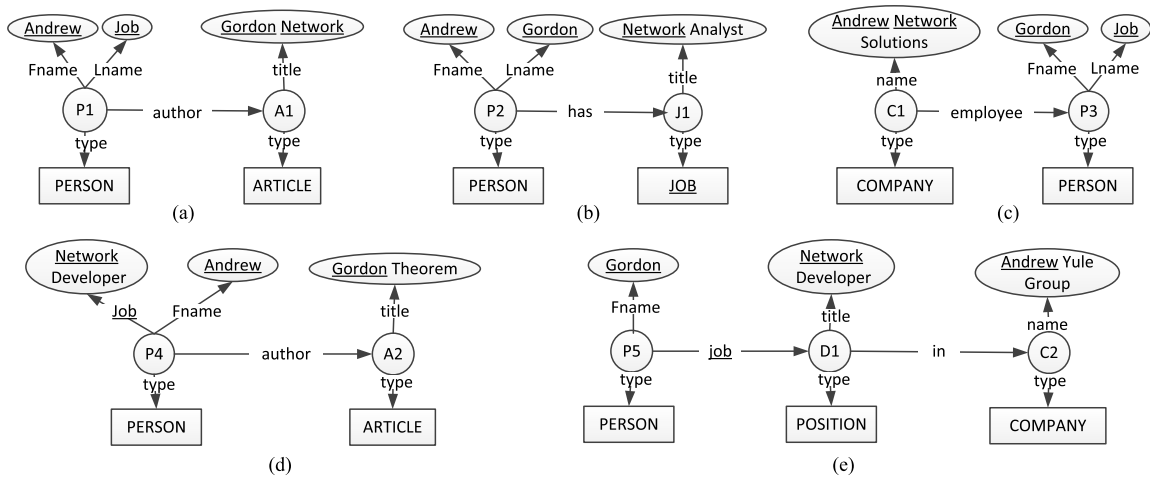 Andrew
Job
Gordon Network
Fname
Lname
title
P1
author
A1
type
type
PERSON
ARTICLE
(a)
Andrew
Gordon
Network Analyst
Fname
Lname
title
P2
has
J1
type
type
PERSON
JOB
(b)
Andrew Network
Solutions
Gordon
Job
name
Fname
Lname
C1
employee
P3
type
type
COMPANY
PERSON
(c)
Network
Developer
Andrew
Gordon Theorem
Job
Fname
title
P4
author
A2
type
type
PERSON
ARTICLE
(d)
Gordon
Network
Developer
Andrew Yule
Group
Fname
title
name
P5
job
D1
in
C2
type
type
type
PERSON
POSITION
COMPANY
(e)